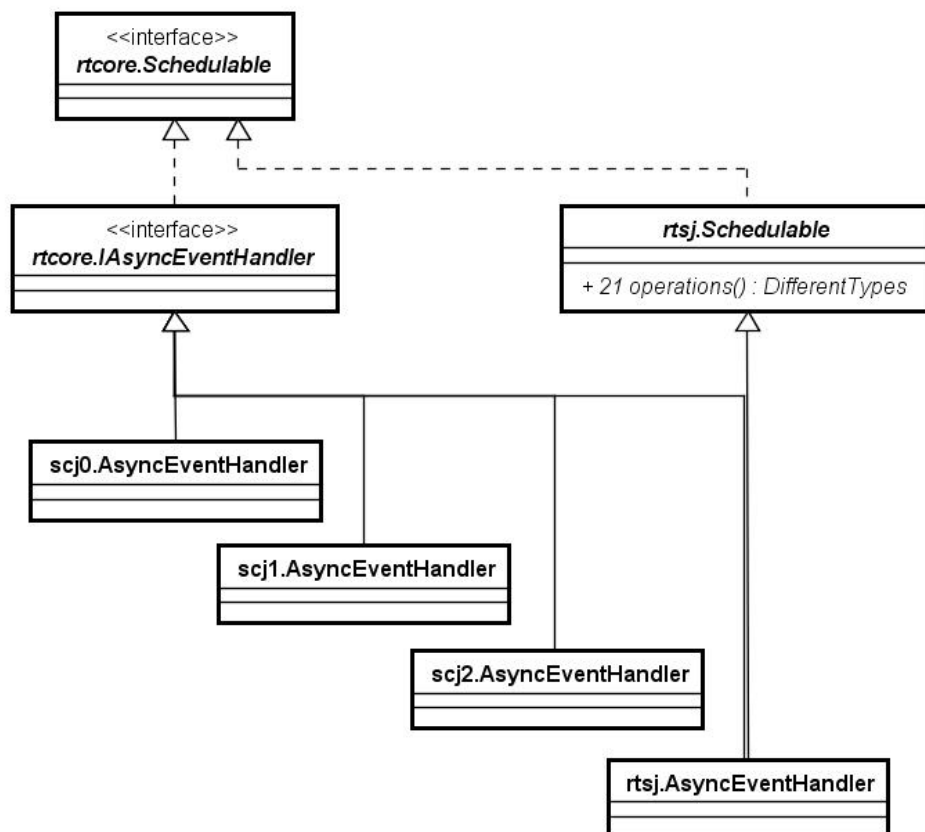 <<interface>>
rtcore.Schedulable
<<interface>>
rtcore.IAsyncEventHandler
rtsj.Schedulable
+ 21 operations() : DifferentTypes
scj0.AsyncEventHandler
scj1.AsyncEventHandler
scj2.AsyncEventHandler
rtsj.AsyncEventHandler